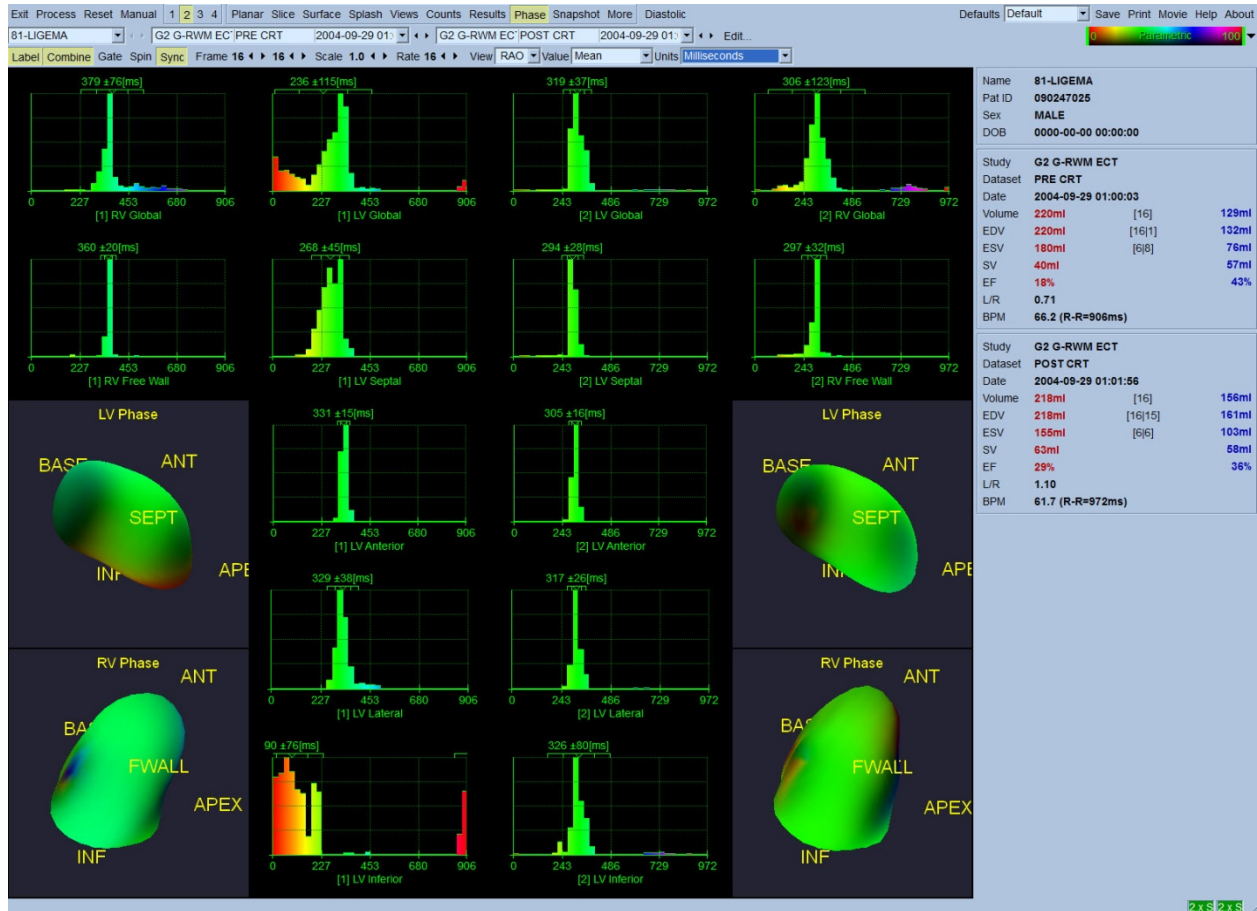 Exit Process Reset Manual 1 2 3 4 Planar Slice Surface Splash Views Counts Results Phase Snapshot More Diastolic Defaults Default Save Print Movie Help About
81-LIGEMA G2 G-RWM EC PRE CRT 2004-09-29 01: G2 G-RWM EC POST CRT 2004-09-29 01: Edit... 0 Parametric 100
Label Combine Gate Spin Sync Frame 16 16 Scale 1.0 Rate 16 View RAO Value Mean Units Milliseconds
379 ±76[ms] 236 ±115[ms] 319 ±37[ms] 306 ±123[ms]
0 227 453 680 906 0 227 453 680 906 0 243 486 729 972 0 243 486 729 972
[1] RV Global [1] LV Global [2] LV Global [2] RV Global
360 ±20[ms] 268 ±45[ms] 294 ±28[ms] 297 ±32[ms]
0 227 453 680 906 0 227 453 680 906 0 243 486 729 972 0 243 486 729 972
[1] RV Free Wall [1] LV Septal [2] LV Septal [2] RV Free Wall
LV Phase
BASE ANT
SEPT
INF APE
331 ±15[ms] 305 ±16[ms]
0 227 453 680 906 0 243 486 729 972
[1] LV Anterior [2] LV Anterior
LV Phase
BASE ANT
SEPT
INF APE
329 ±38[ms] 317 ±26[ms]
0 227 453 680 906 0 243 486 729 972
[1] LV Lateral [2] LV Lateral
RV Phase
ANT
BAS
FWALL
APEX
INF
90 ±76[ms] 326 ±80[ms]
0 227 453 680 906 0 243 486 729 972
[1] LV Inferior [2] LV Inferior
RV Phase
ANT
BAS
FWALL
APEX
INF
Name 81-LIGEMA
Pat ID 090247025
Sex MALE
DOB 0000-00-00 00:00:00
Study G2 G-RWM ECT
Dataset PRE CRT
Date 2004-09-29 01:00:03
Volume 220ml [16] 129ml
EDV 220ml [16|1] 132ml
ESV 180ml [6|8] 76ml
SV 40ml 57ml
EF 18% 43%
L/R 0.71
BPM 66.2 (R-R=906ms)
Study G2 G-RWM ECT
Dataset POST CRT
Date 2004-09-29 01:01:56
Volume 218ml [16] 156ml
EDV 218ml [16|15] 161ml
ESV 155ml [6|6] 103ml
SV 63ml 58ml
EF 29% 36%
L/R 1.10
BPM 61.7 (R-R=972ms)
2 x S 2 x S